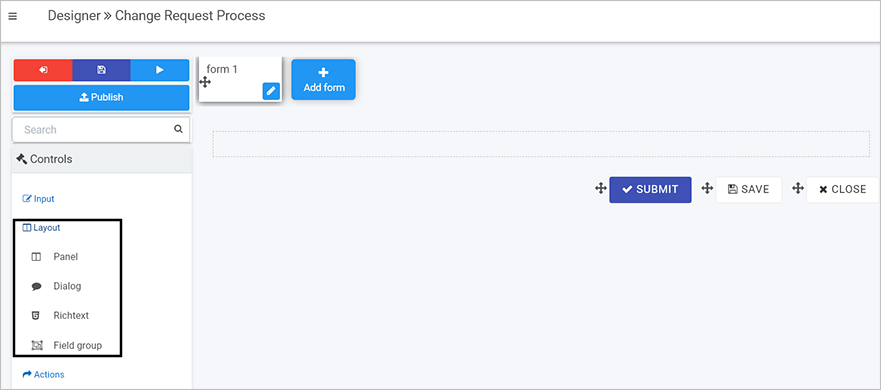 Designer » Change Request Process
form 1
Add form
Publish
Search
Controls
Input
SUBMIT
SAVE
CLOSE
Layout
Panel
Dialog
Richtext
Field group
Actions